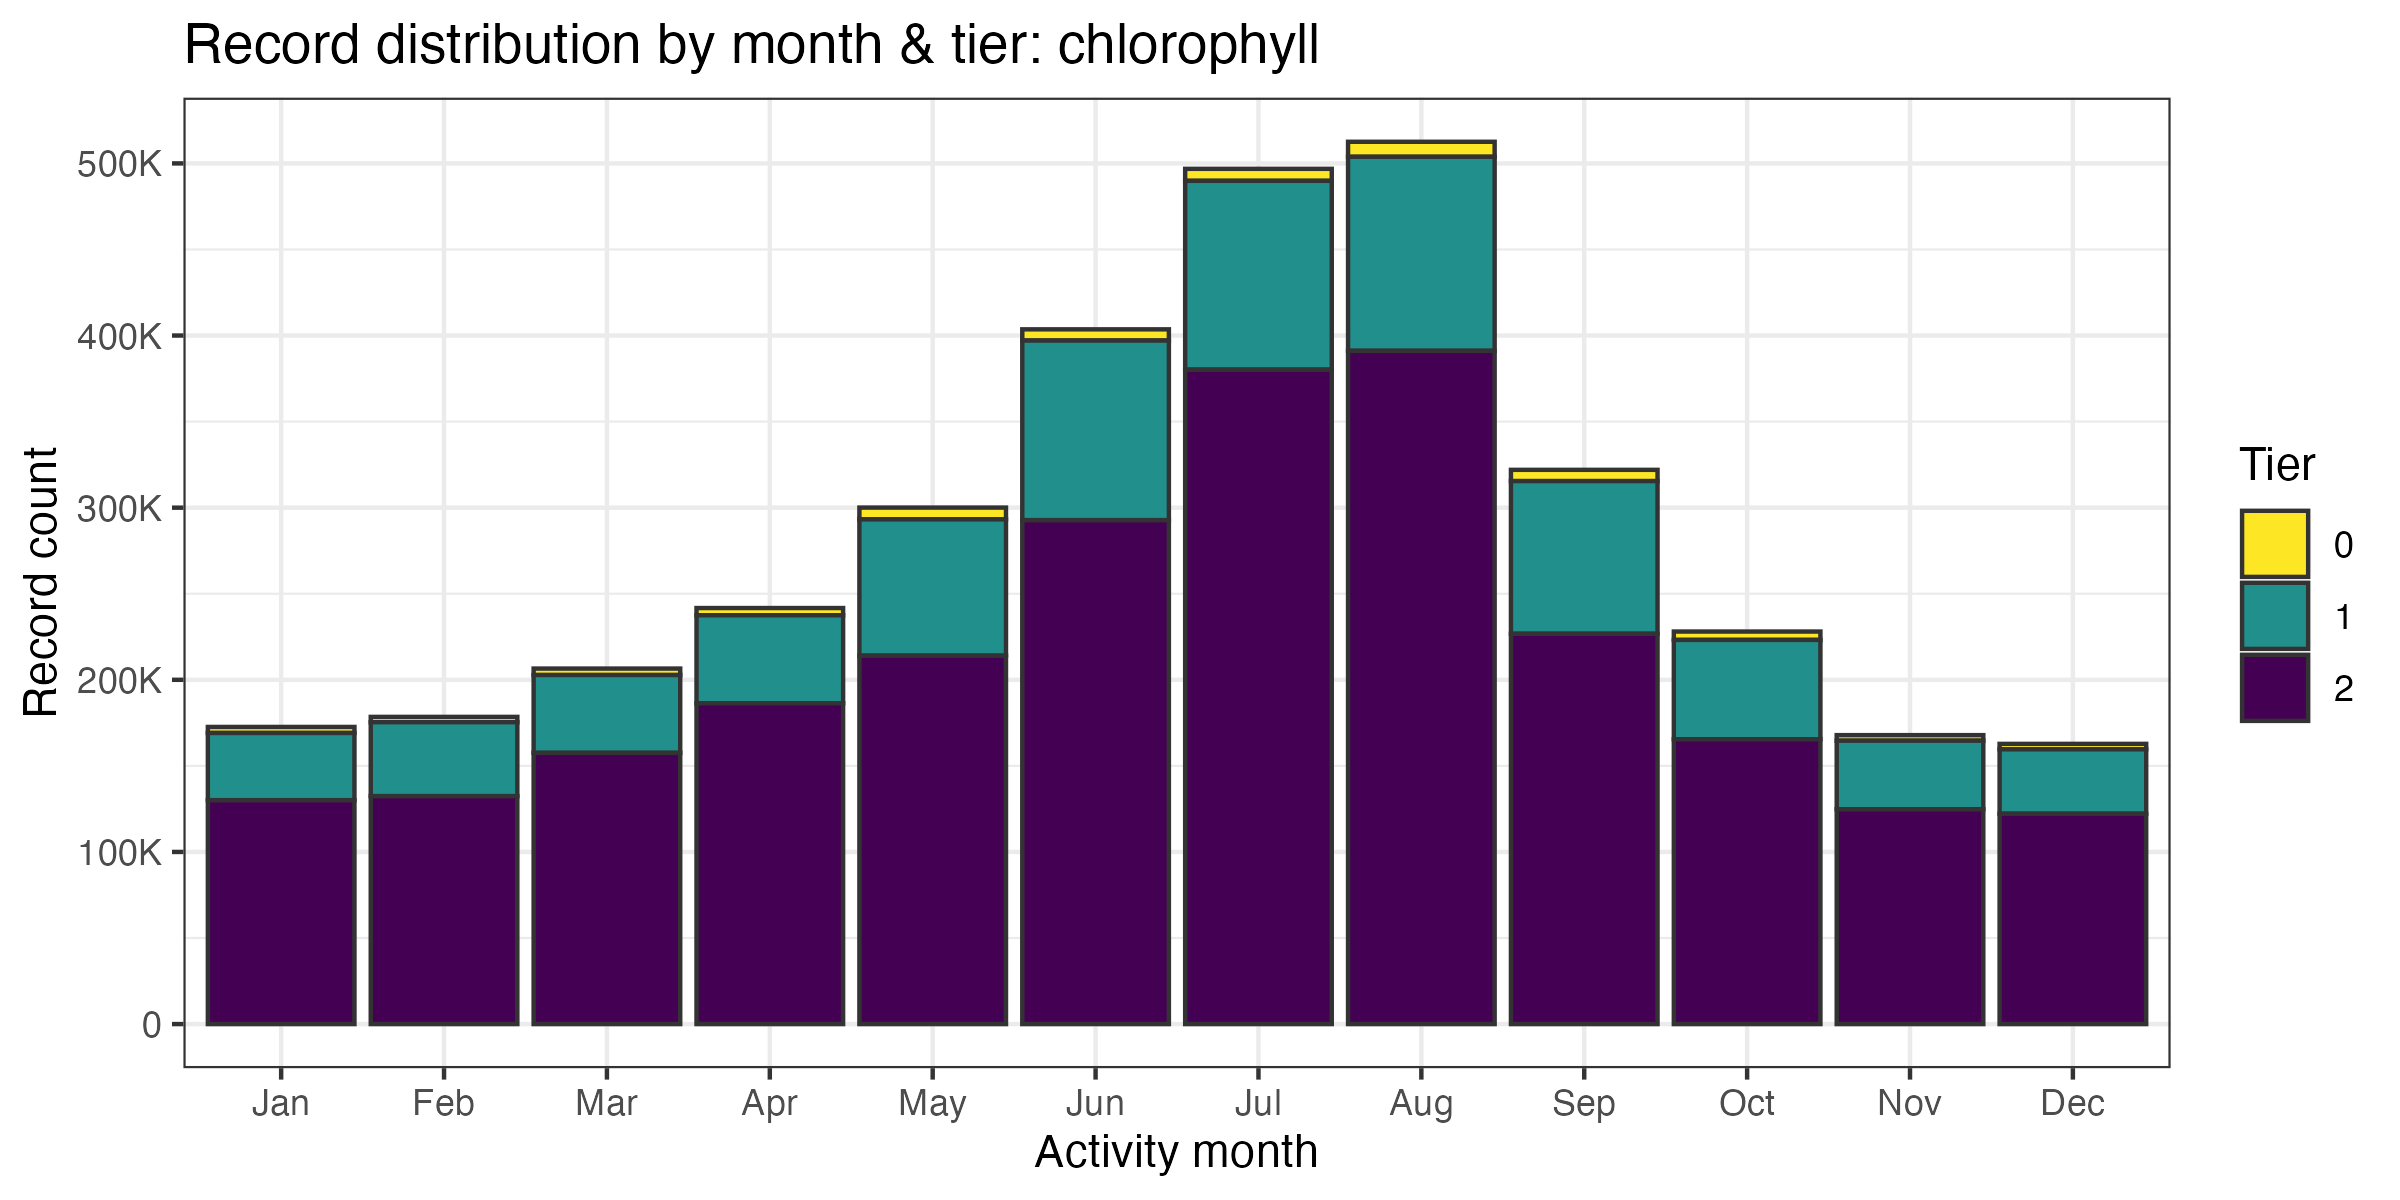 Record distribution by month & tier: chlorophyll
Record count
500K
400K
300K
200K
100K
0
Jan Feb Mar Apr May Jun Jul Aug Sep Oct Nov Dec
Activity month
Tier
0
1
2